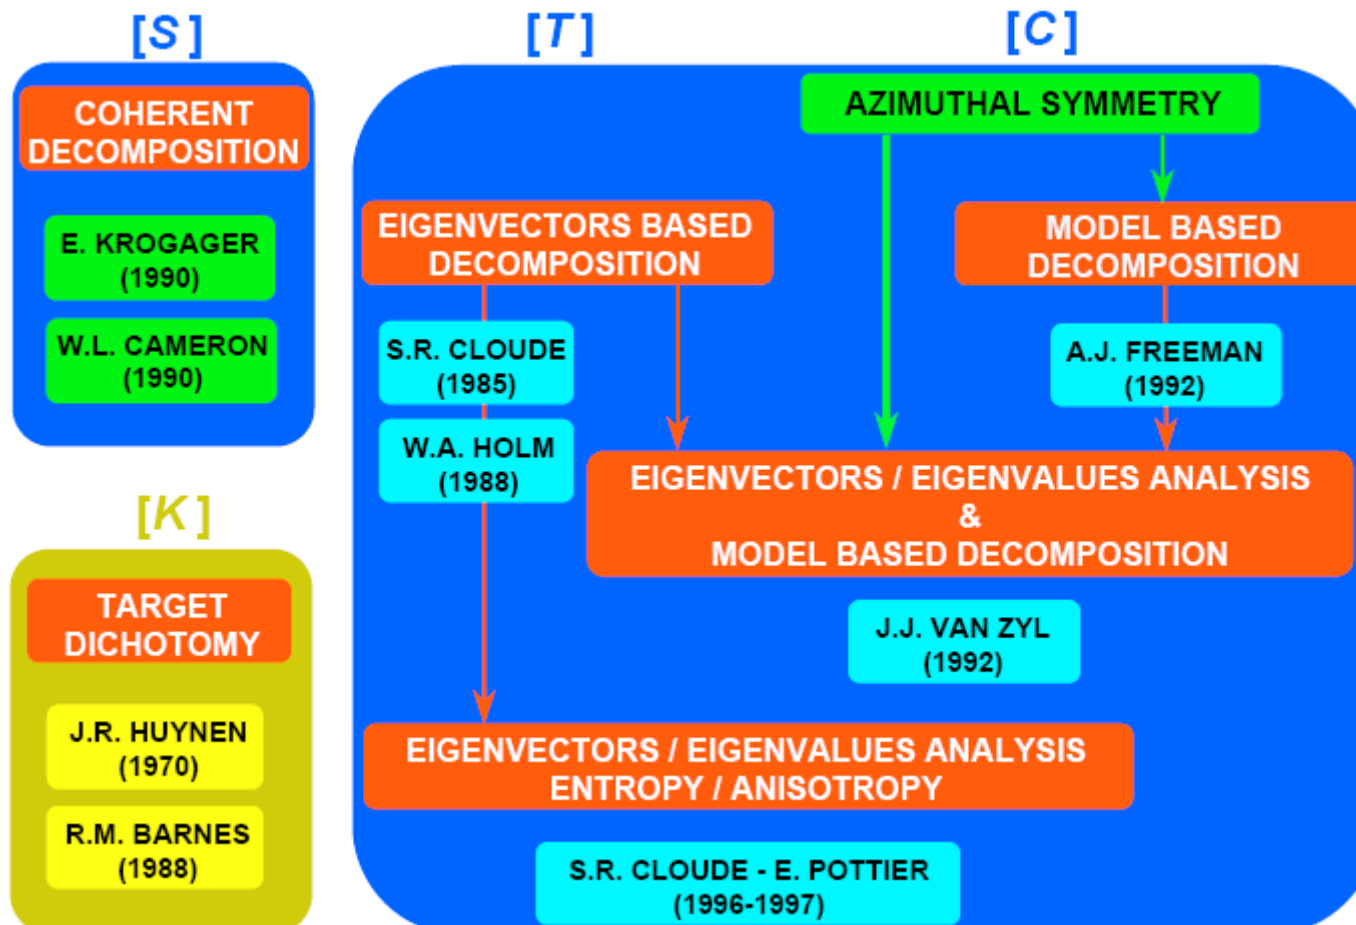 [S]
COHERENT
DECOMPOSITION
E. KROGAGER
(1990)
W.L. CAMERON
(1990)
[K]
TARGET
DICHOTOMY
J.R. HUYNEN
(1970)
R.M. BARNES
(1988)
[T]
[C]
AZIMUTHAL SYMMETRY
EIGENVECTORS BASED
DECOMPOSITION
MODEL BASED
DECOMPOSITION
S.R. CLOUDE
(1985)
A.J. FREEMAN
(1992)
W.A. HOLM
(1988)
EIGENVECTORS / EIGENVALUES ANALYSIS
&
MODEL BASED DECOMPOSITION
J.J. VAN ZYL
(1992)
EIGENVECTORS / EIGENVALUES ANALYSIS
ENTROPY / ANISOTROPY
S.R. CLOUDE - E. POTTIER
(1996-1997)